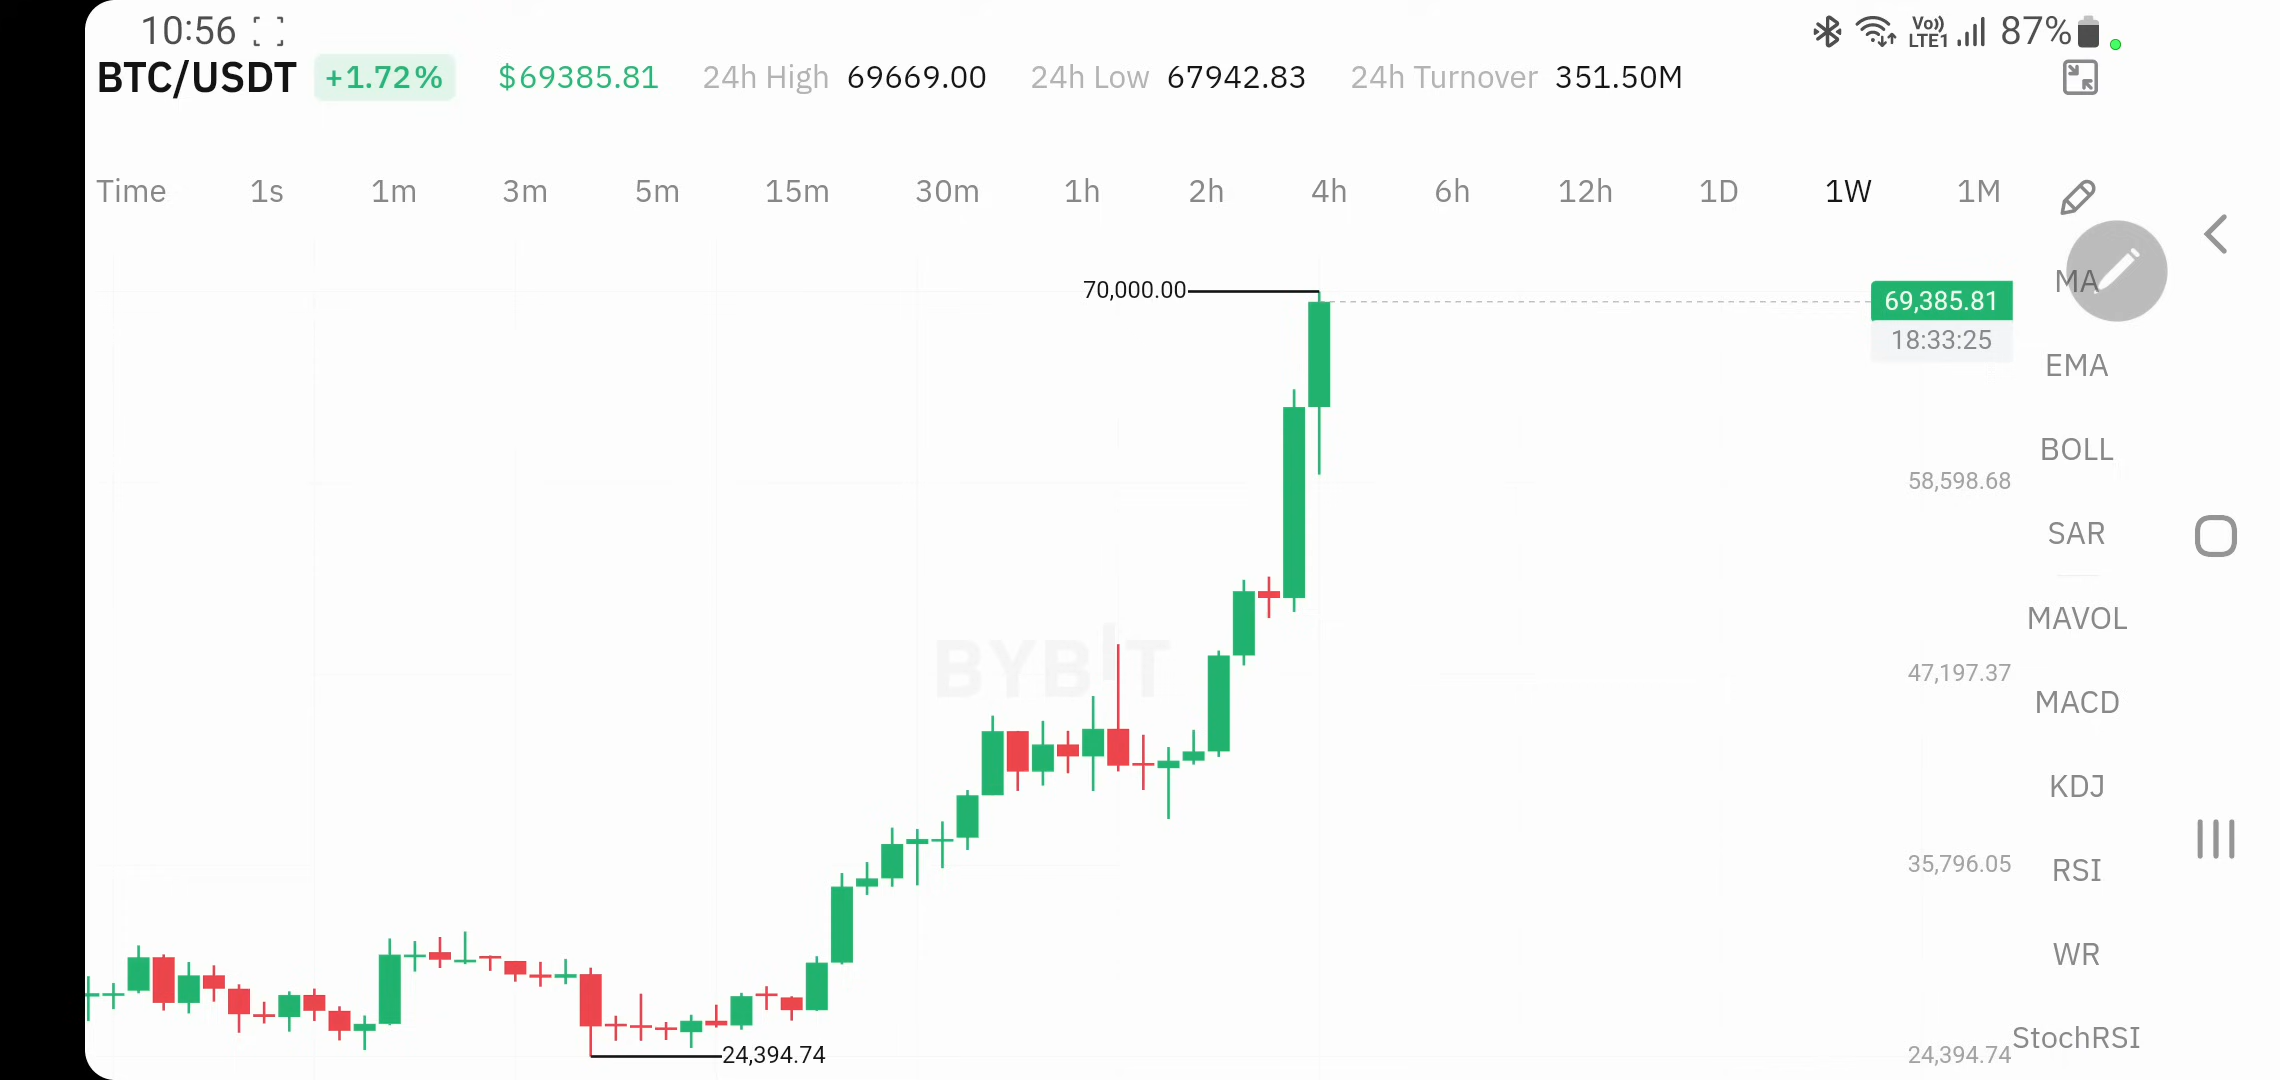 10:56 Vo)) LTE1 87%
BTC/USDT +1.72% $69385.81 24h High 69669.00 24h Low 67942.83 24h Turnover 351.50M
Time 1s 1m 3m 5m 15m 30m 1h 2h 4h 6h 12h 1D 1W 1M
MA
70,000.00 69,385.81
18:33:25
EMA
BOLL
58,598.68
SAR
MAVOL
BYBIT 47,197.37
MACD
KDJ
35,796.05
RSI
WR
StochRSI
24,394.74 24,394.74